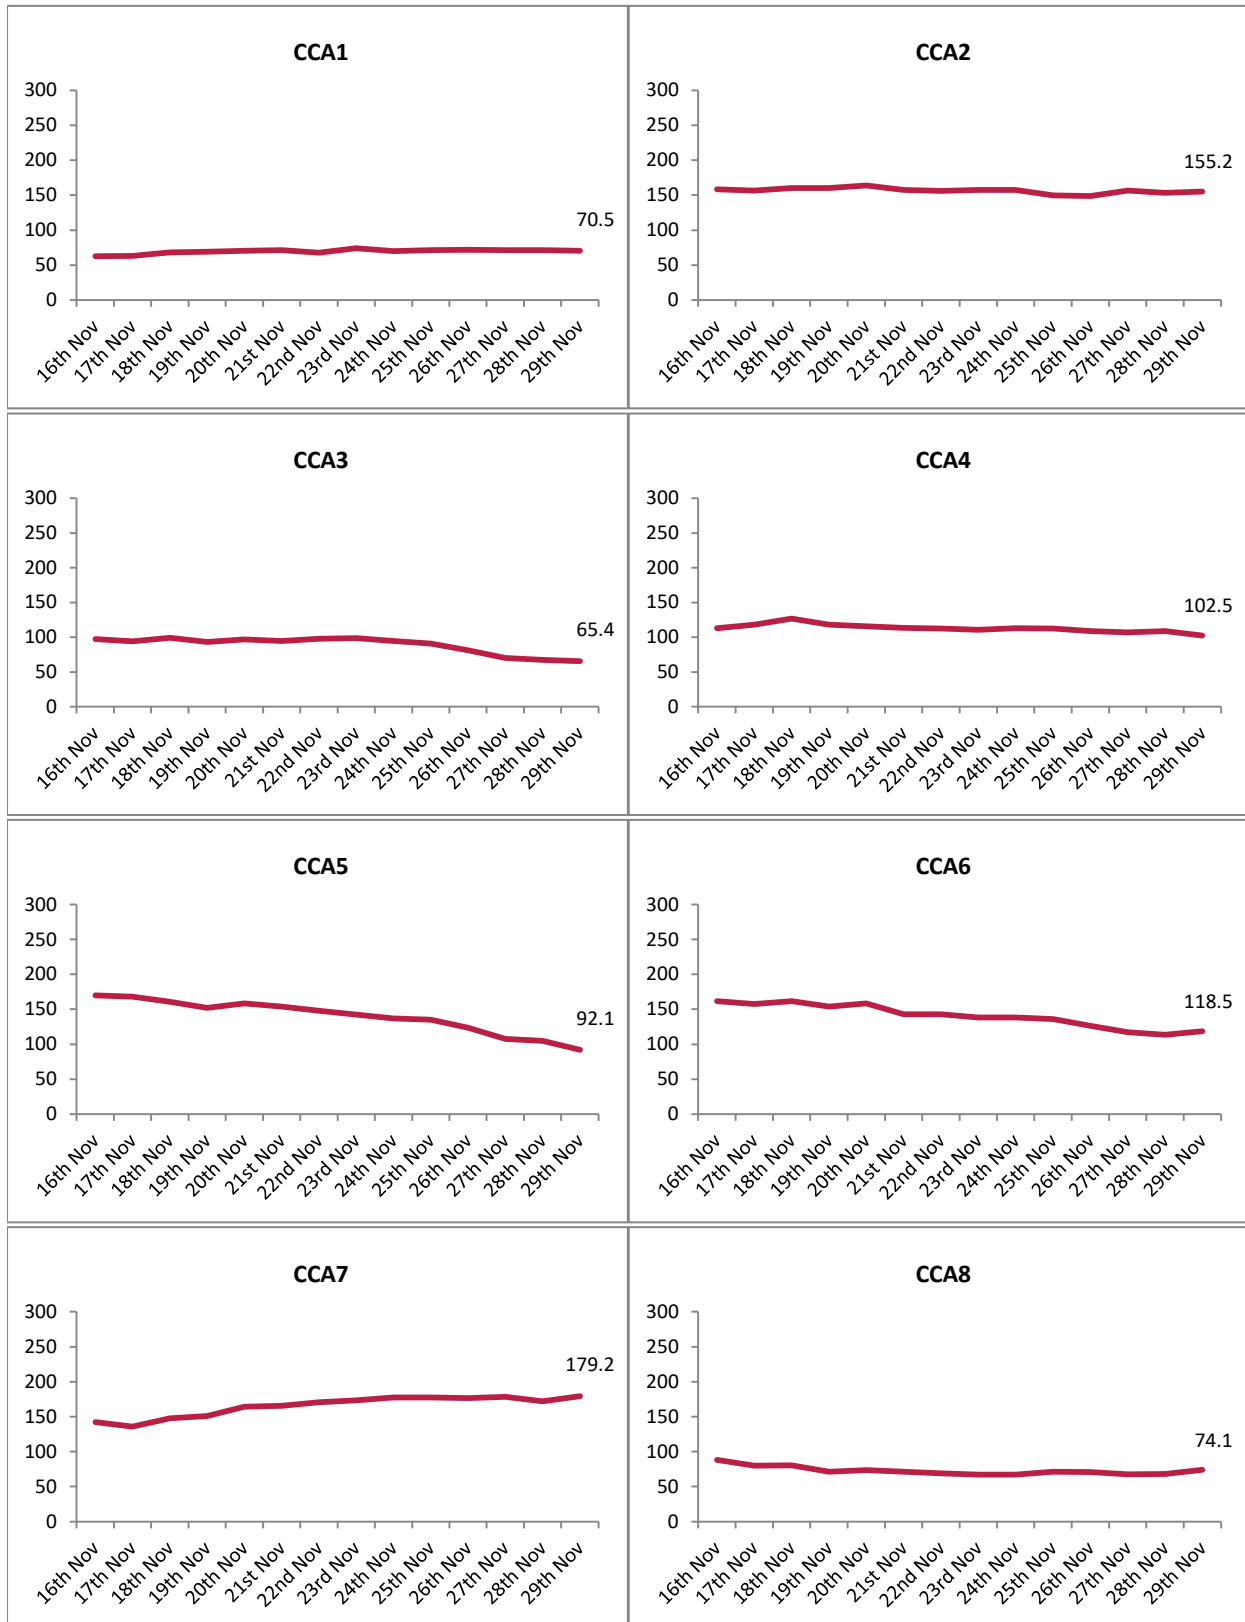 CCA1
300
250
200
150
100
50
0
70.5
16th Nov
17th Nov
18th Nov
19th Nov
20th Nov
21st Nov
22nd Nov
23rd Nov
24th Nov
25th Nov
26th Nov
27th Nov
28th Nov
29th Nov
CCA2
300
250
200
150
100
50
0
155.2
16th Nov
17th Nov
18th Nov
19th Nov
20th Nov
21st Nov
22nd Nov
23rd Nov
24th Nov
25th Nov
26th Nov
27th Nov
28th Nov
29th Nov
CCA3
300
250
200
150
100
50
0
65.4
16th Nov
17th Nov
18th Nov
19th Nov
20th Nov
21st Nov
22nd Nov
23rd Nov
24th Nov
25th Nov
26th Nov
27th Nov
28th Nov
29th Nov
CCA4
300
250
200
150
100
50
0
102.5
16th Nov
17th Nov
18th Nov
19th Nov
20th Nov
21st Nov
22nd Nov
23rd Nov
24th Nov
25th Nov
26th Nov
27th Nov
28th Nov
29th Nov
CCA5
300
250
200
150
100
50
0
92.1
16th Nov
17th Nov
18th Nov
19th Nov
20th Nov
21st Nov
22nd Nov
23rd Nov
24th Nov
25th Nov
26th Nov
27th Nov
28th Nov
29th Nov
CCA6
300
250
200
150
100
50
0
118.5
16th Nov
17th Nov
18th Nov
19th Nov
20th Nov
21st Nov
22nd Nov
23rd Nov
24th Nov
25th Nov
26th Nov
27th Nov
28th Nov
29th Nov
CCA7
300
250
200
150
100
50
0
179.2
16th Nov
17th Nov
18th Nov
19th Nov
20th Nov
21st Nov
22nd Nov
23rd Nov
24th Nov
25th Nov
26th Nov
27th Nov
28th Nov
29th Nov
CCA8
300
250
200
150
100
50
0
74.1
16th Nov
17th Nov
18th Nov
19th Nov
20th Nov
21st Nov
22nd Nov
23rd Nov
24th Nov
25th Nov
26th Nov
27th Nov
28th Nov
29th Nov